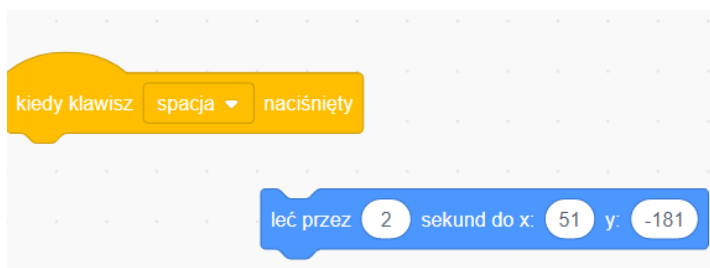 kiedy klawisz spacja naciśnięty
leć przez 2 sekund do x: 51 y: -181